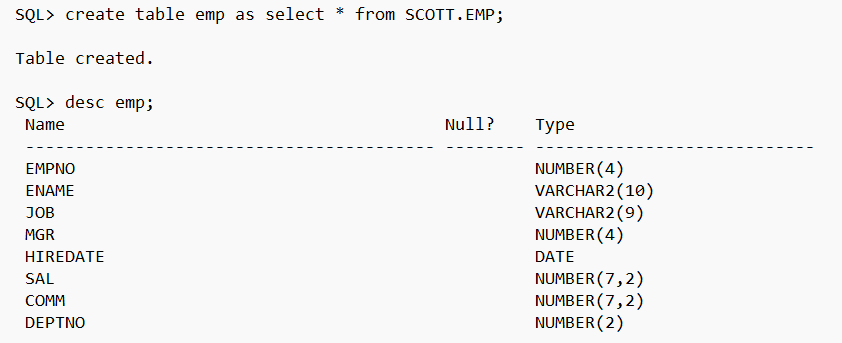 SQL> create table emp as select * from SCOTT.EMP;
Table created.
SQL> desc emp;
Name Null? Type
----------------------------------------- -------- ----------------------------
EMPNO NUMBER(4)
ENAME VARCHAR2(10)
JOB VARCHAR2(9)
MGR NUMBER(4)
HIREDATE DATE
SAL NUMBER(7,2)
COMM NUMBER(7,2)
DEPTNO NUMBER(2)